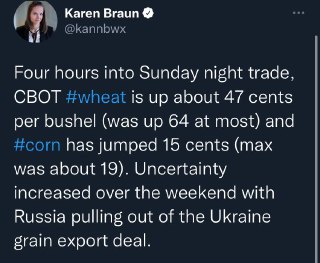 Karen Braun
@kannbwx
Four hours into Sunday night trade,
CBOT #wheat is up about 47 cents
per bushel (was up 64 at most) and
#corn has jumped 15 cents (max
was about 19). Uncertainty
increased over the weekend with
Russia pulling out of the Ukraine
grain export deal.